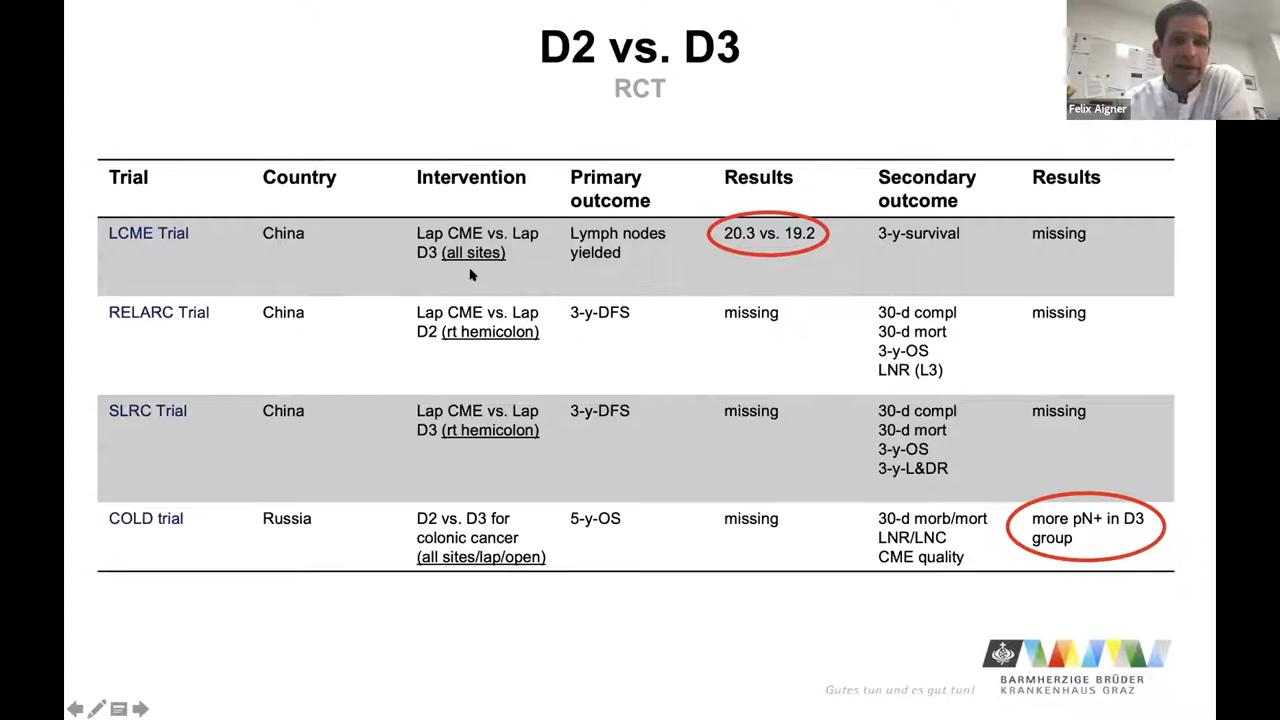 D2 vs. D3
RCT
Felix Aigner
Trial Country Intervention Primary outcome Results Secondary outcome Results
LCME Trial China Lap CME vs. Lap D3 (all sites) Lymph nodes yielded 20.3 vs. 19.2 3-y-survival missing
RELARC Trial China Lap CME vs. Lap D2 (rt hemicolon) 3-y-DFS missing 30-d compl 30-d mort 3-y-OS LNR (L3) missing
SLRC Trial China Lap CME vs. Lap D3 (rt hemicolon) 3-y-DFS missing 30-d compl 30-d mort 3-y-OS 3-y-L&DR missing
COLD trial Russia D2 vs. D3 for colonic cancer (all sites/lap/open) 5-y-OS missing 30-d morb/mort LNR/LNC CME quality more pN+ in D3 group
Gutes tun und es gut tun!
BARMHERZIGE BRÜDER
KRANKENHAUS GRAZ